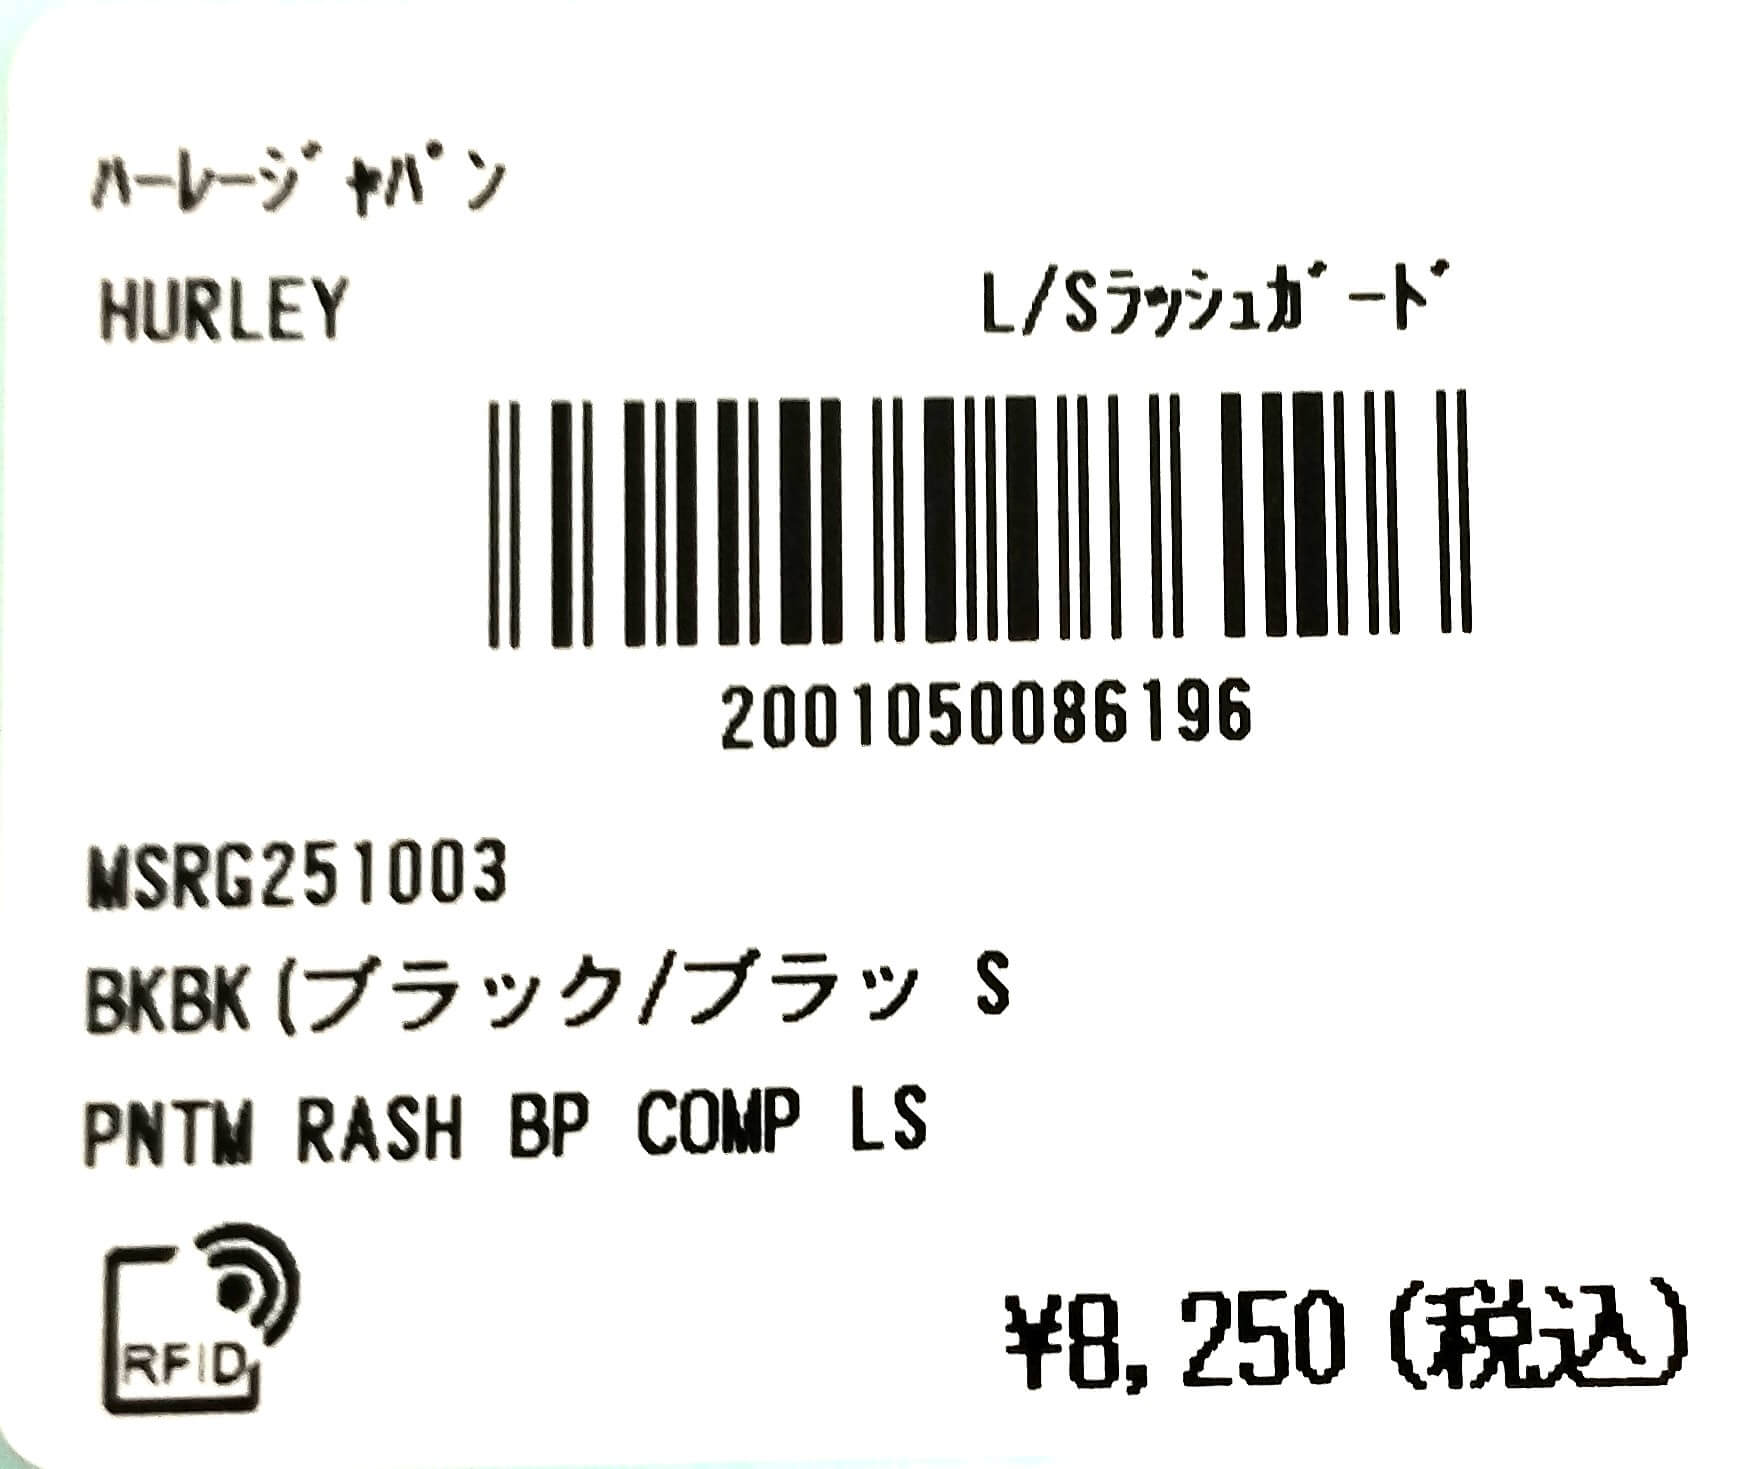 ﾊｰﾚｰｼﾞｬﾊﾟﾝ
HURLEY
L/Sﾗｯｼｭｶﾞｰﾄﾞ
2001050086196
MSRG251003
BKBK(ブラック/ブラッ S
PNTM RASH BP COMP LS
RFID
¥8,250(税込)